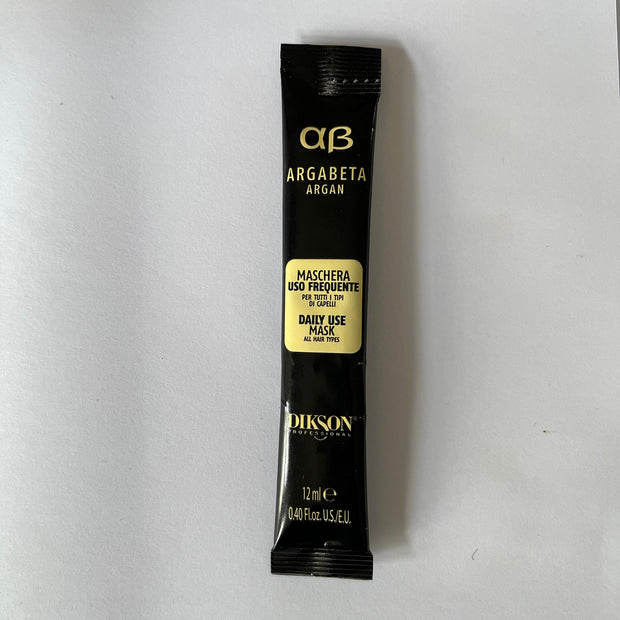 αβ
ARGABETA
ARGAN
MASCHERA
USO FREQUENTE
PER TUTTI I TIPI
DI CAPELLI
DAILY USE
MASK
ALL HAIR TYPES
DIKSON
PROFESSIONAL
12 ml ℮
0.40 Fl.oz. U.S./E.U.